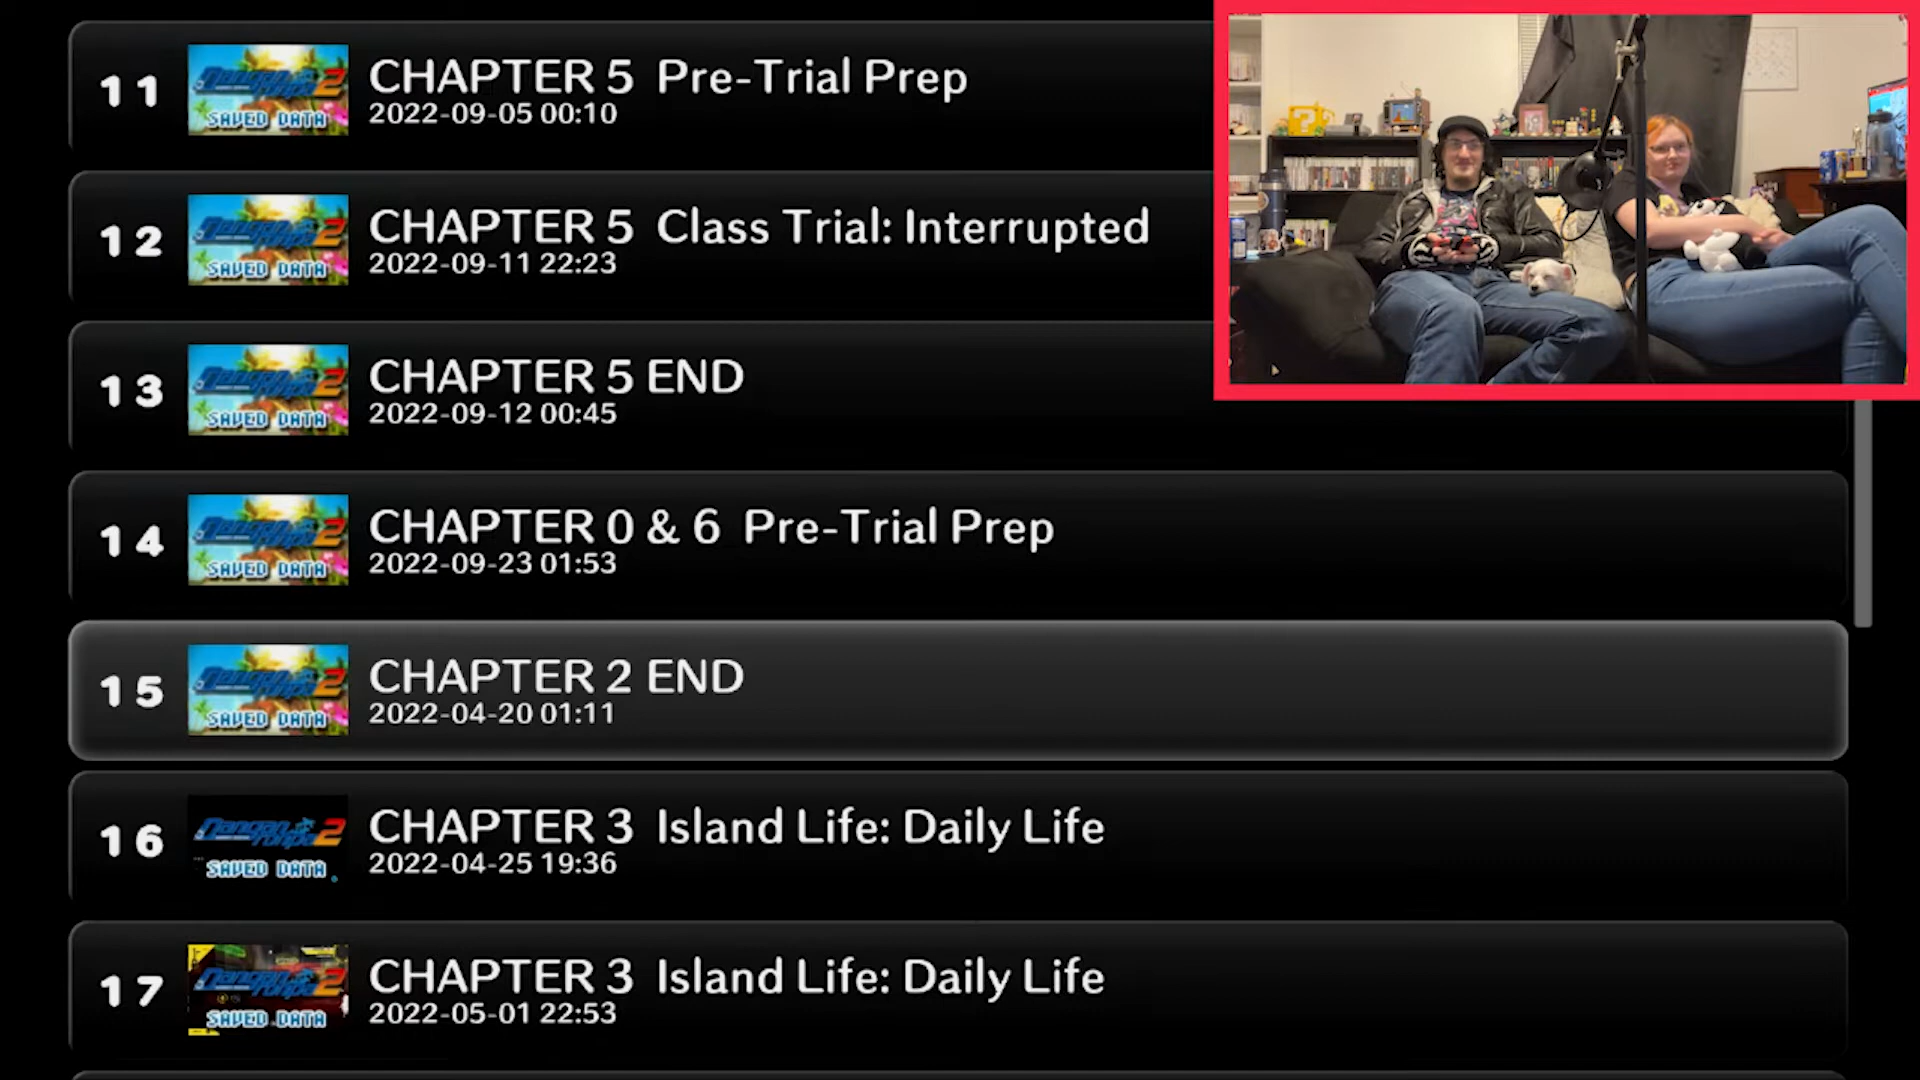 11
CHAPTER 5 Pre-Trial Prep
2022-09-05 00:10
SAVED DATA
12
CHAPTER 5 Class Trial: Interrupted
2022-09-11 22:23
SAVED DATA
13
CHAPTER 5 END
2022-09-12 00:45
SAVED DATA
14
CHAPTER 0 & 6 Pre-Trial Prep
2022-09-23 01:53
SAVED DATA
15
CHAPTER 2 END
2022-04-20 01:11
SAVED DATA
16
Danganronpa 2
SAVED DATA
CHAPTER 3 Island Life: Daily Life
2022-04-25 19:36
17
CHAPTER 3 Island Life: Daily Life
2022-05-01 22:53
SAVED DATA